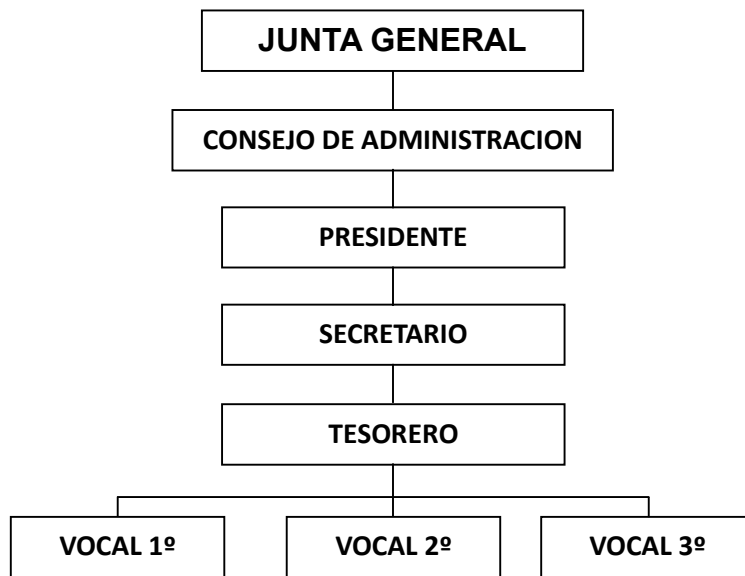 JUNTA GENERAL
CONSEJO DE ADMINISTRACION
PRESIDENTE
SECRETARIO
TESORERO
VOCAL 1º
VOCAL 2º
VOCAL 3º